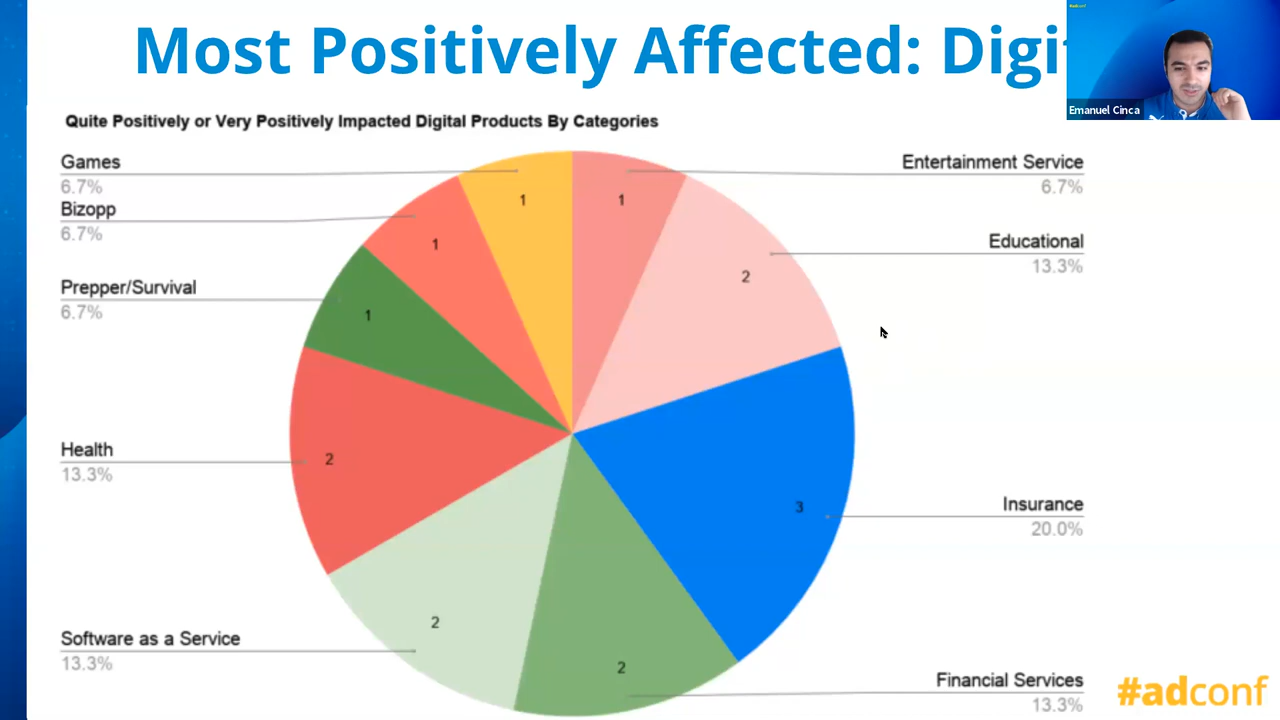 Most Positively Affected: Digi
#adconf
Emanuel Cinca
Quite Positively or Very Positively Impacted Digital Products By Categories
Games
6.7%
Bizopp
6.7%
Prepper/Survival
6.7%
Health
13.3%
Software as a Service
13.3%
Entertainment Service
6.7%
Educational
13.3%
Insurance
20.0%
Financial Services
13.3%
1
1
2
3
2
2
2
1
1
#adconf